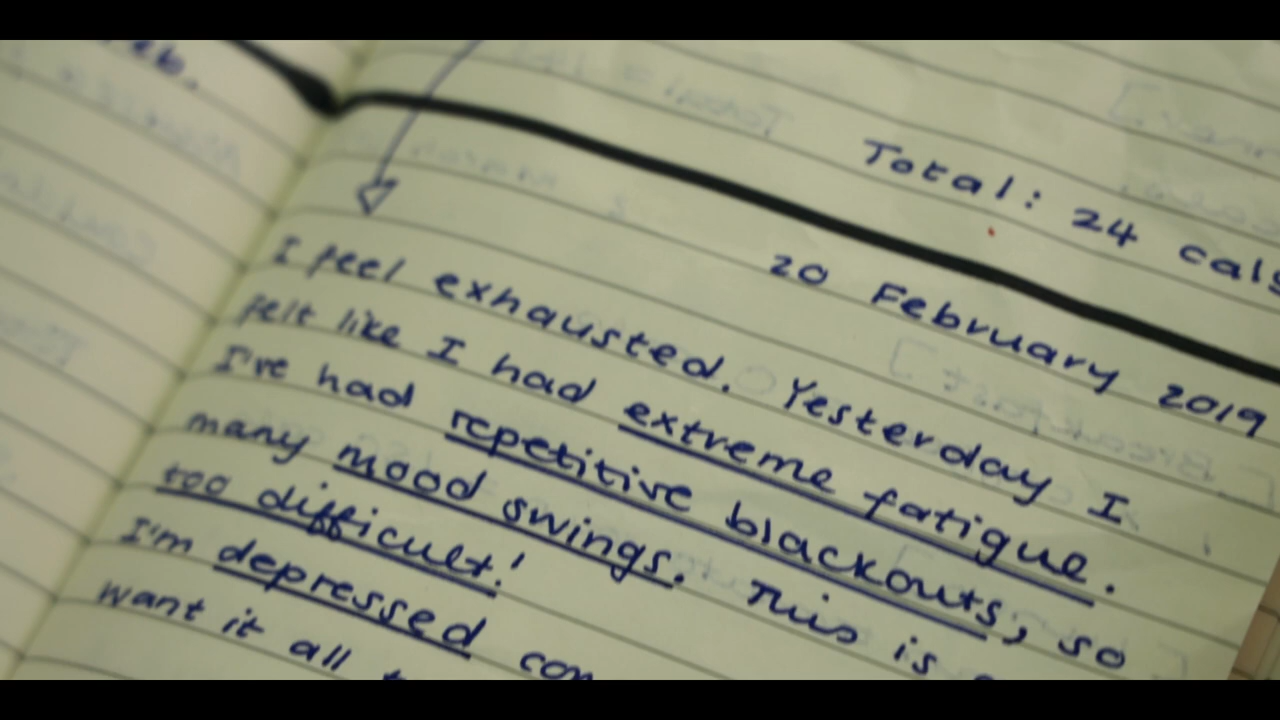 eb.
Total: 24 cals
20 February 2019
I feel exhausted. Yesterday I
felt like I had extreme fatigue.
I've had repetitive blackouts, so
many mood swings. This is
too difficult!
I'm depressed
want it all